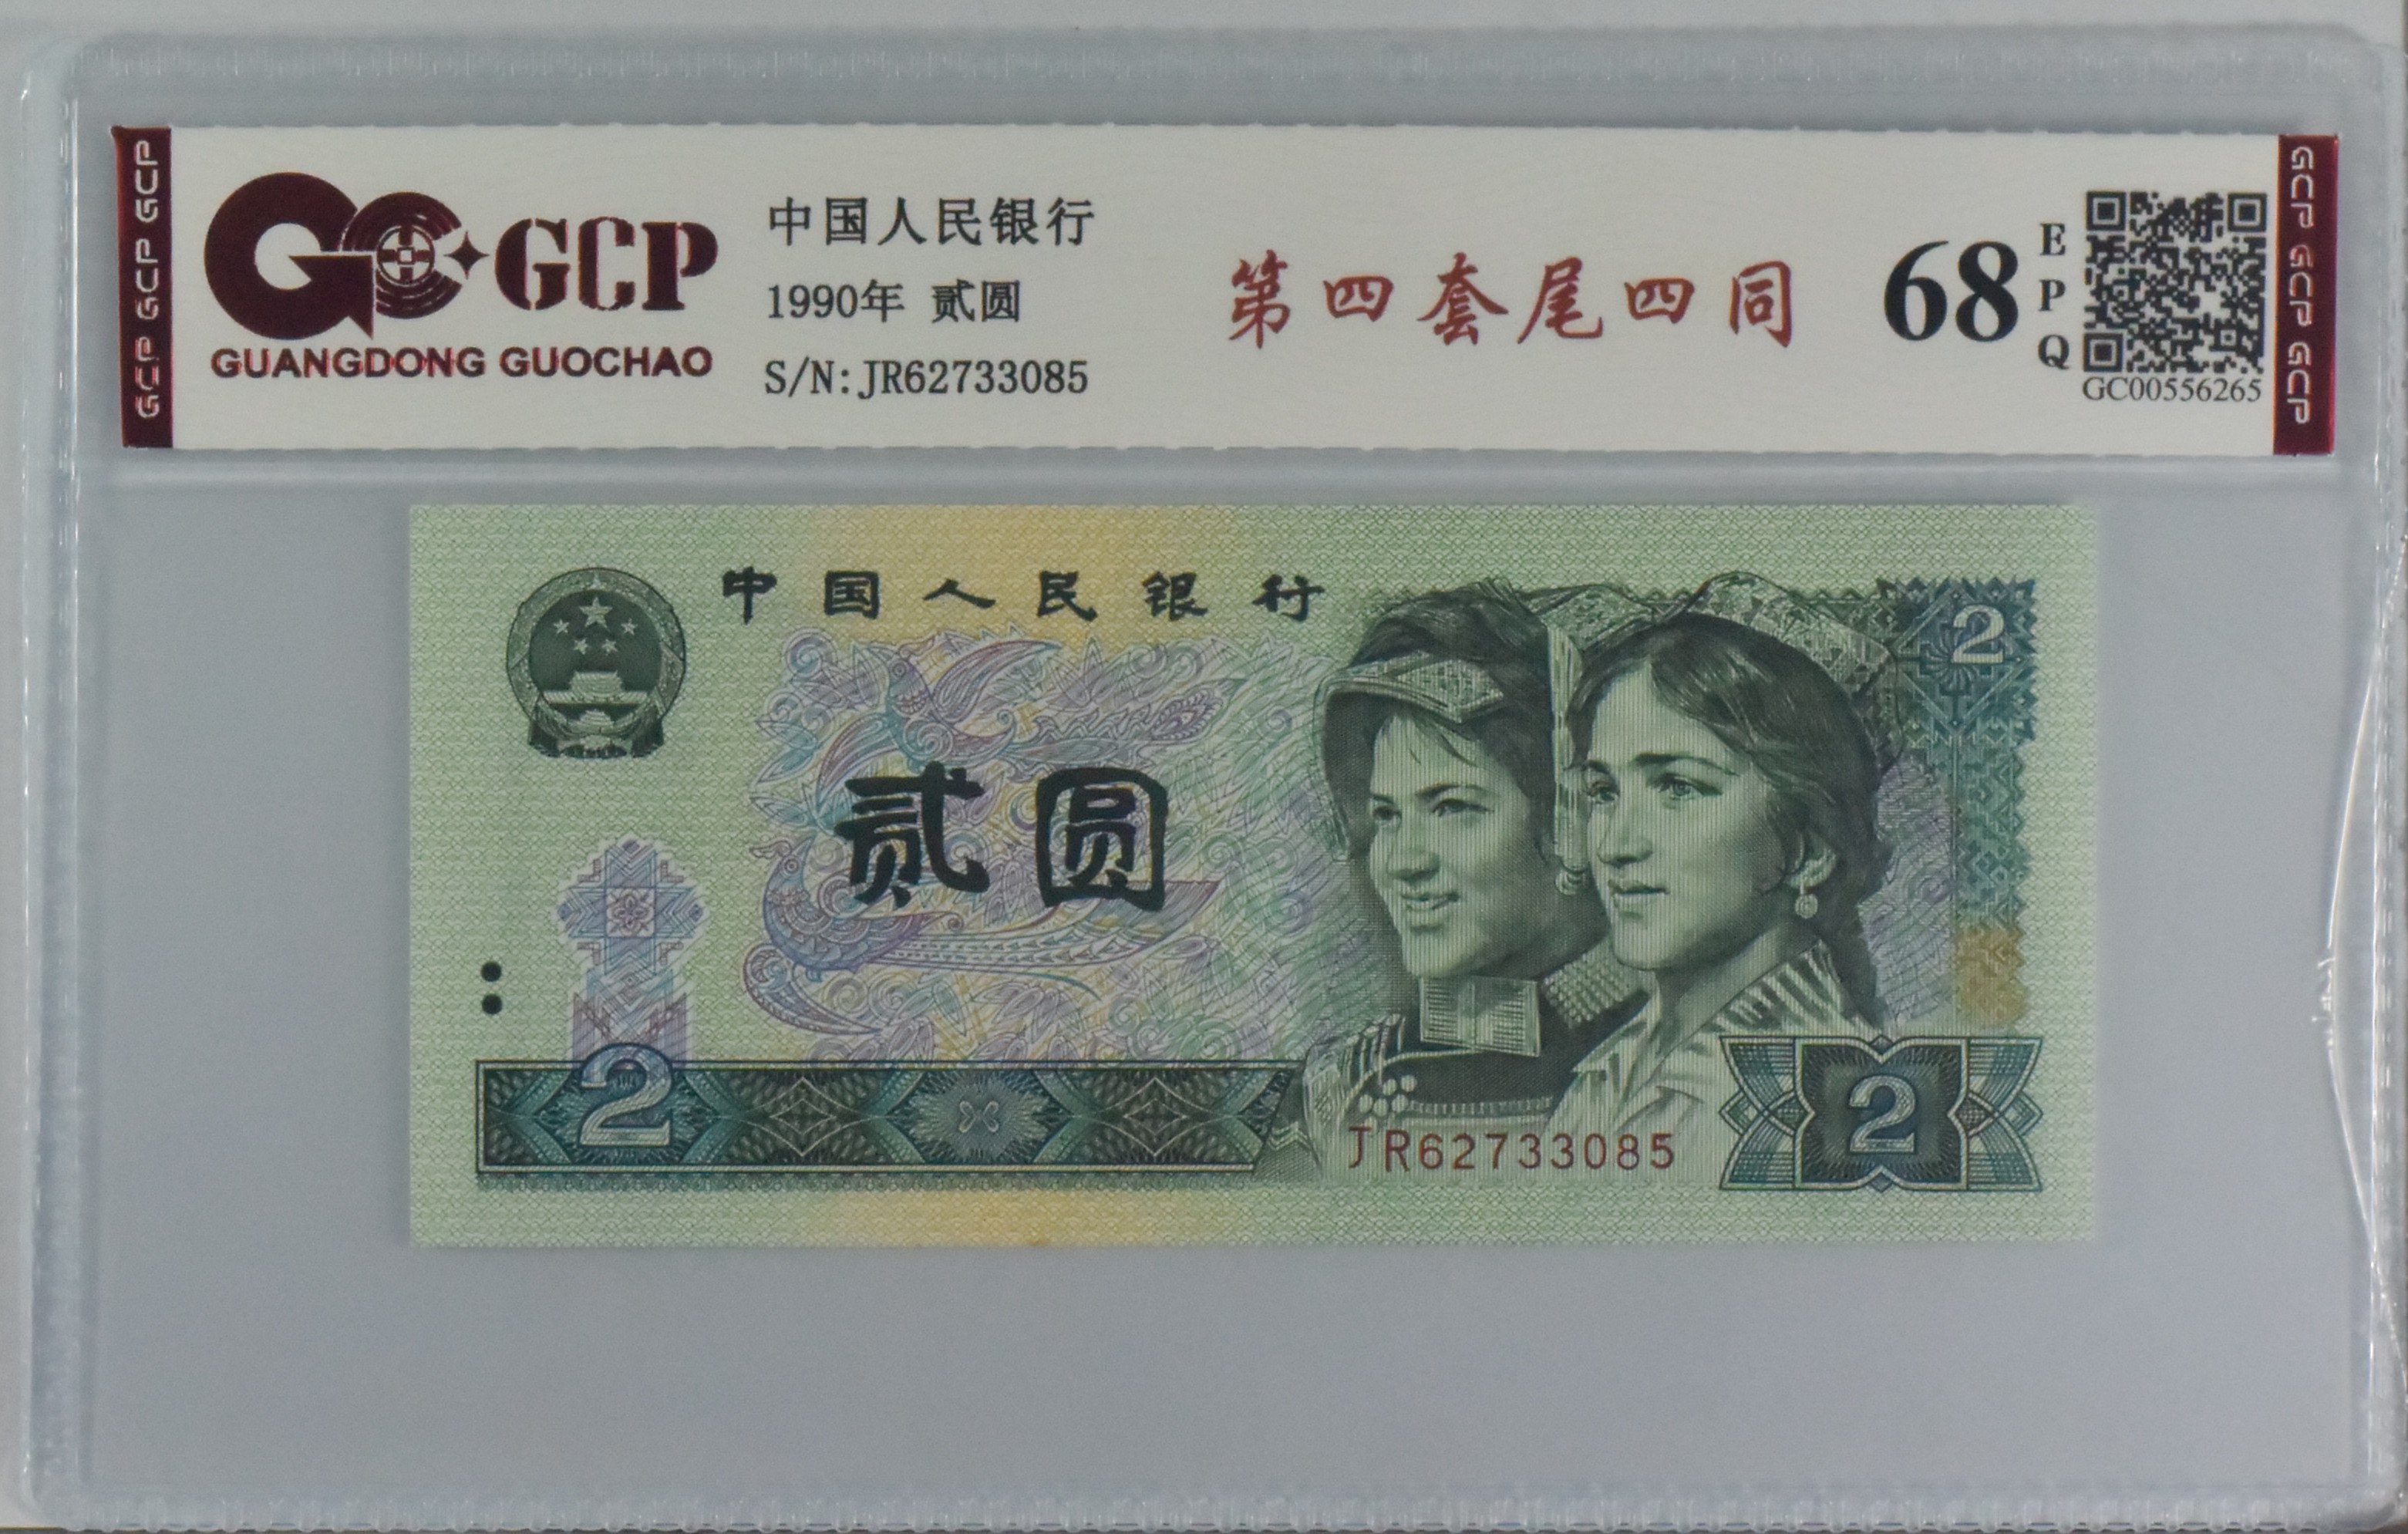 GCP GCP GCP
GCP
GUANGDONG GUOCHAO
中国人民银行
1990年 贰圆
S/N:JR62733085
第四套尾四同
68
EPQ
GC00556265
GCP GCP GCP
中国人民银行
2
贰圆
2
JR62733085
2